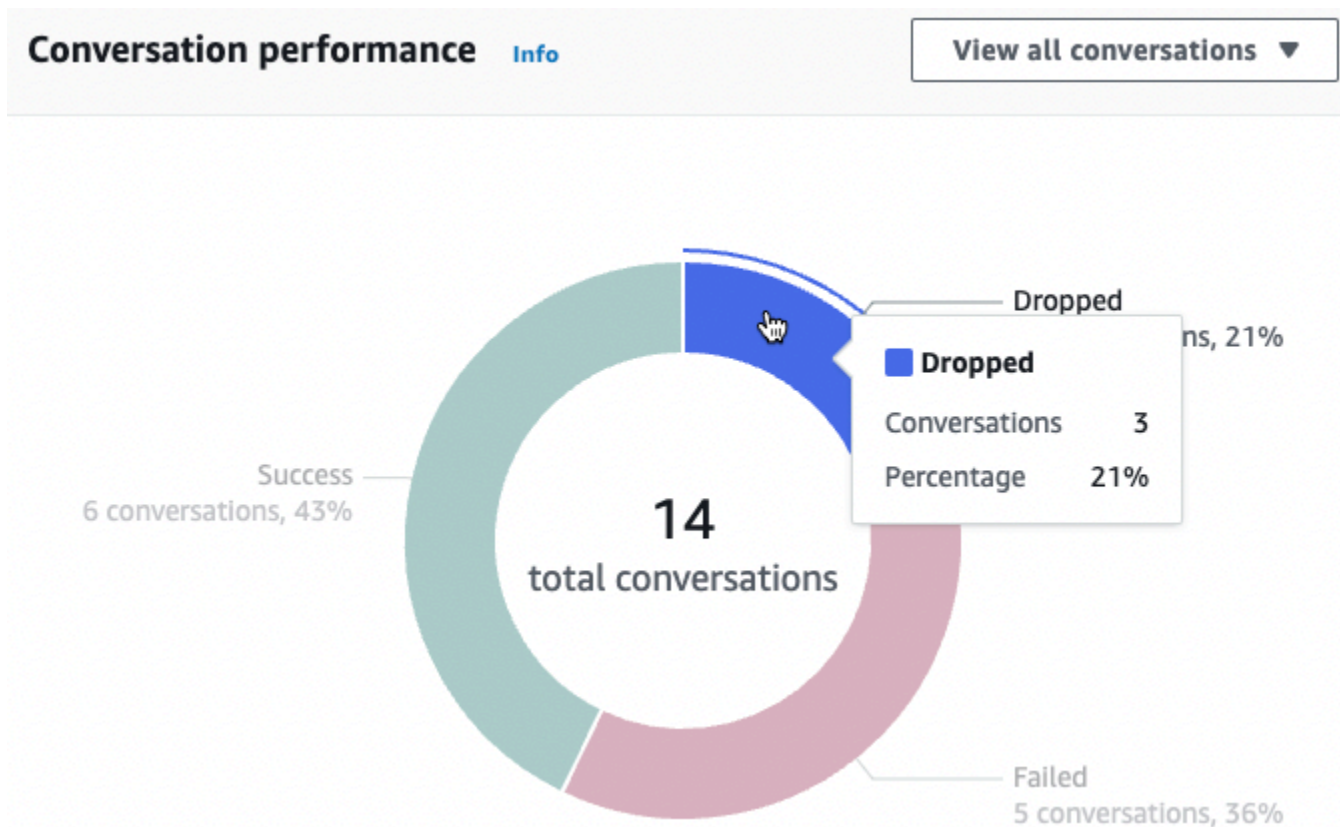 Conversation performance Info
View all conversations ▼
Dropped
ns, 21%
Dropped
Conversations 3
Percentage 21%
Success
6 conversations, 43%
14
total conversations
Failed
5 conversations, 36%